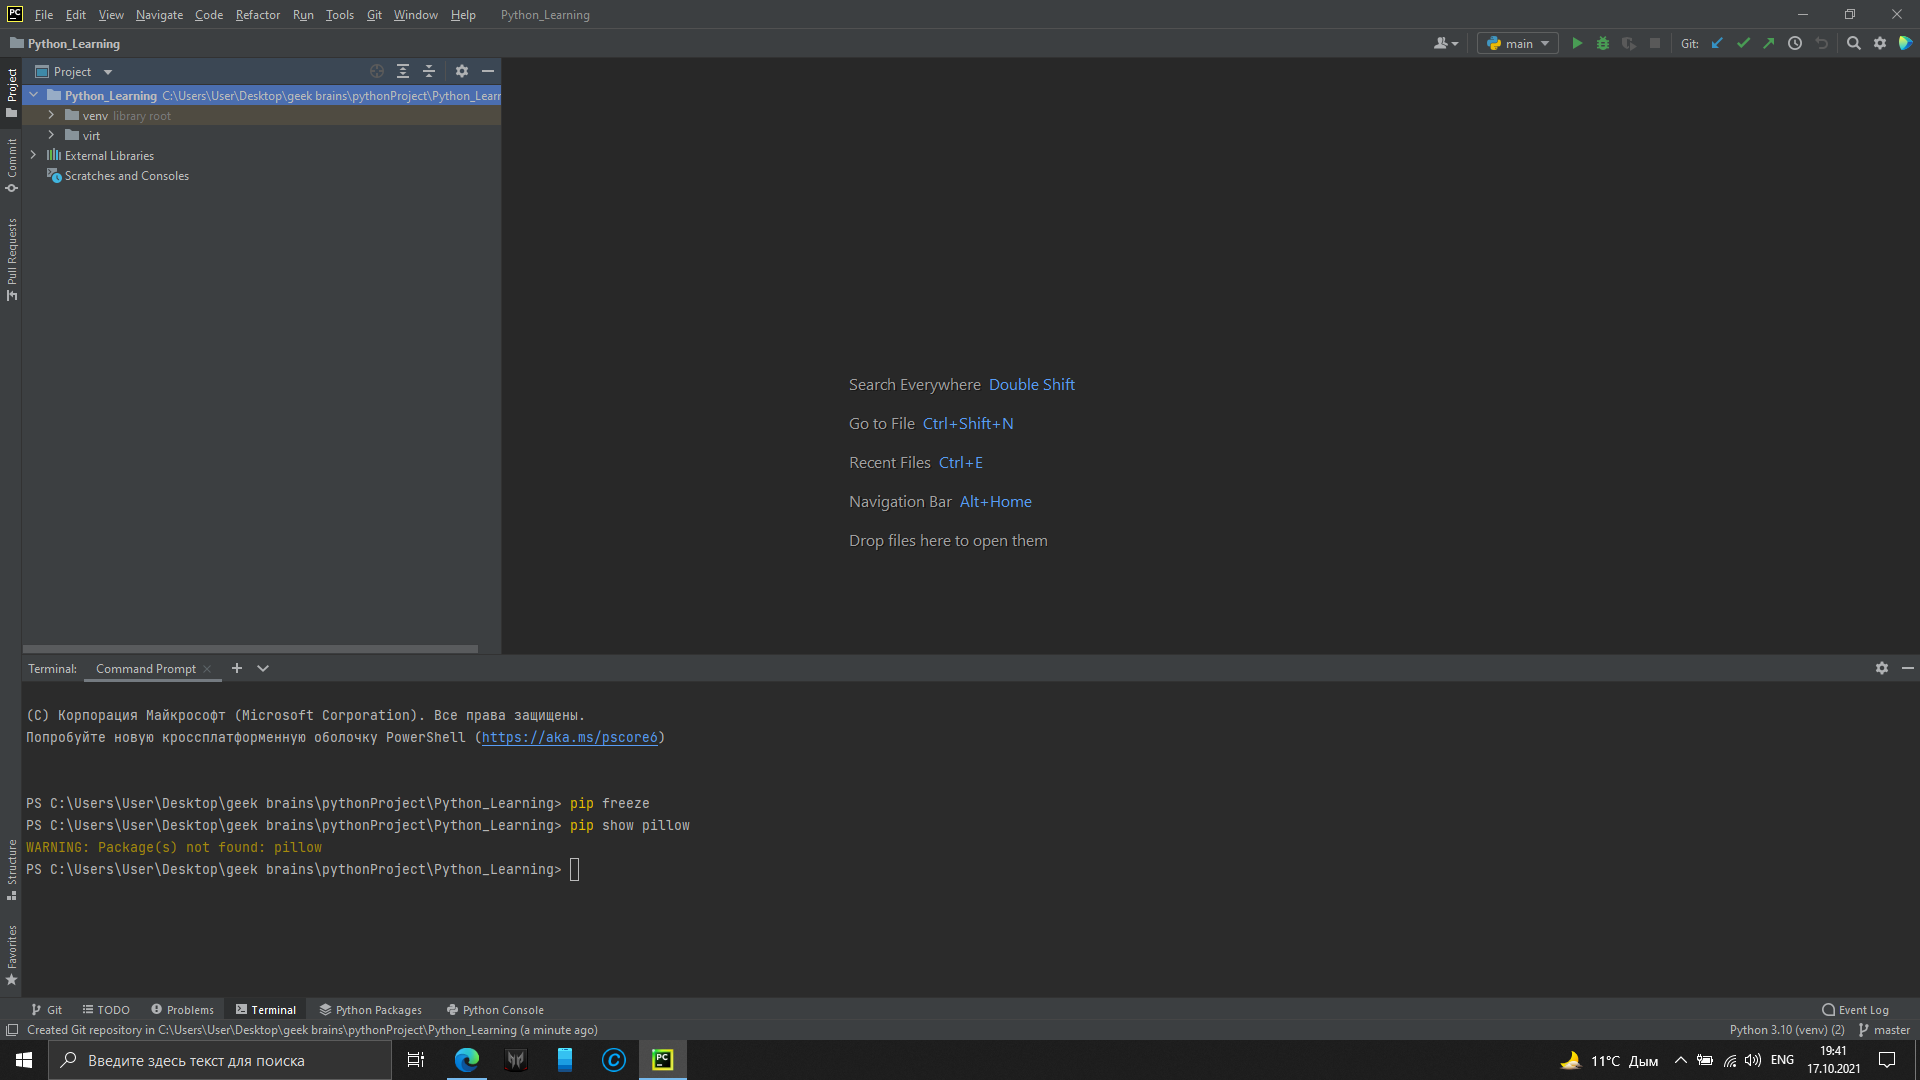 File Edit View Navigate Code Refactor Run Tools Git Window Help Python_Learning
Python_Learning
main
Git:
Project
Python_Learning C:\Users\User\Desktop\geek brains\pythonProject\Python_Learr
venv library root
virt
External Libraries
Scratches and Consoles
Project
Commit
Pull Requests
Structure
Favorites
Search Everywhere Double Shift
Go to File Ctrl+Shift+N
Recent Files Ctrl+E
Navigation Bar Alt+Home
Drop files here to open them
Terminal: Command Prompt
(C) Корпорация Майкрософт (Microsoft Corporation). Все права защищены.
Попробуйте новую кроссплатформенную оболочку PowerShell (https://aka.ms/pscore6)
PS C:\Users\User\Desktop\geek brains\pythonProject\Python_Learning> pip freeze
PS C:\Users\User\Desktop\geek brains\pythonProject\Python_Learning> pip show pillow
WARNING: Package(s) not found: pillow
PS C:\Users\User\Desktop\geek brains\pythonProject\Python_Learning>
Git TODO Problems Terminal Python Packages Python Console Event Log
Created Git repository in C:\Users\User\Desktop\geek brains\pythonProject\Python_Learning (a minute ago) Python 3.10 (venv) (2) master
Введите здесь текст для поиска
11°C Дым ENG
19:41
17.10.2021